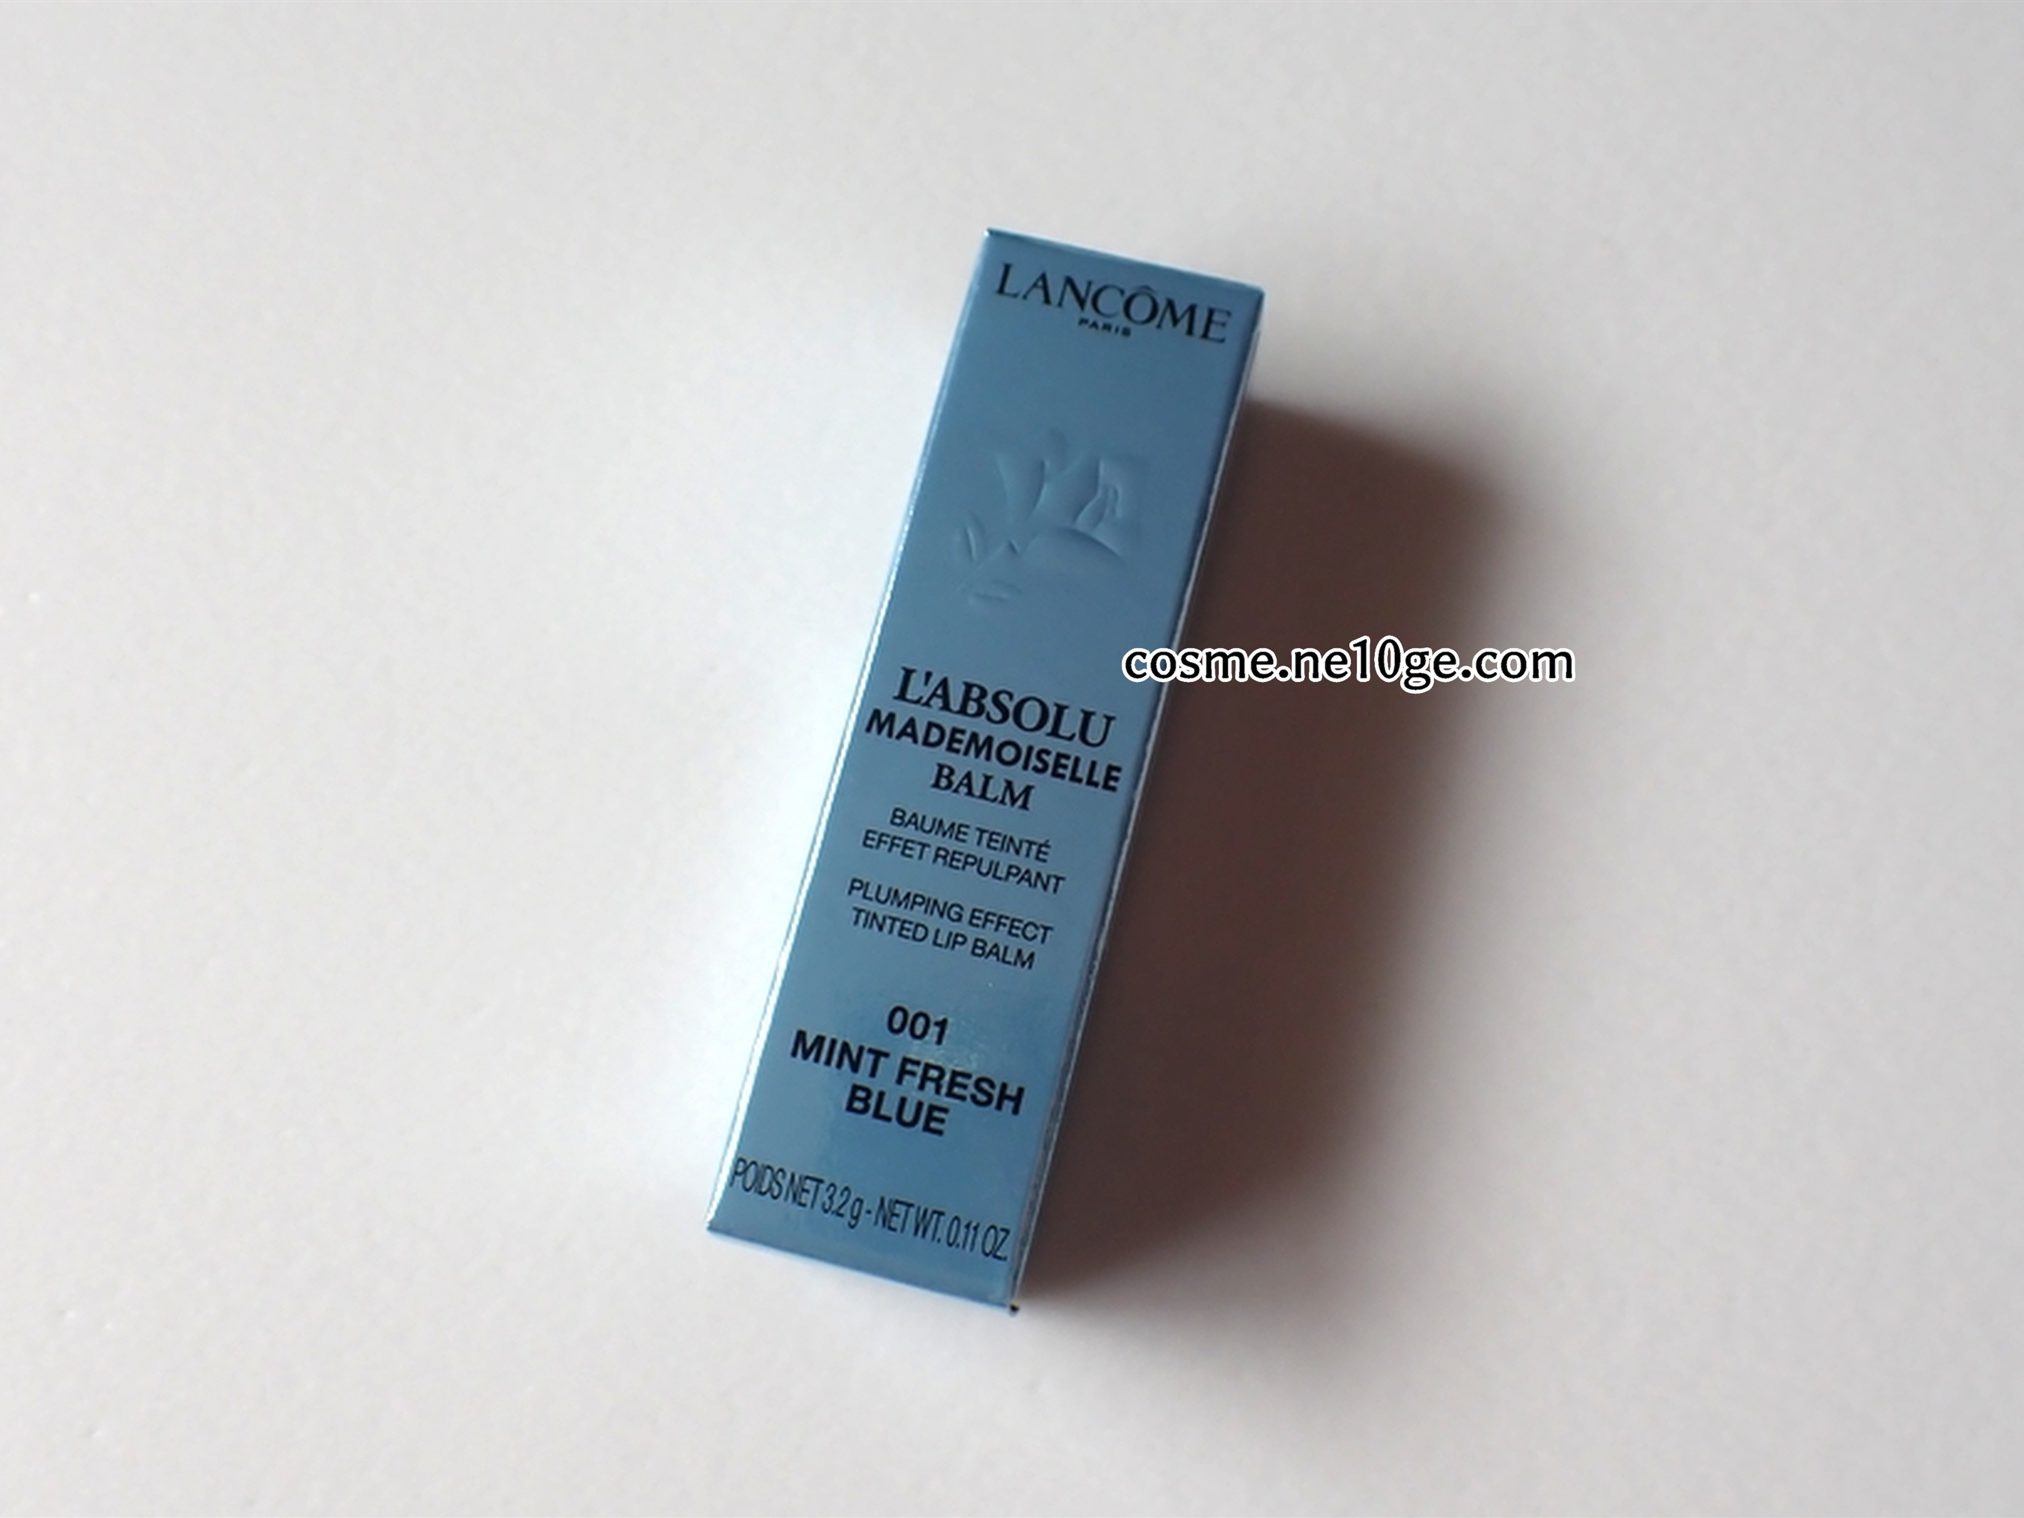 LANCÔME
PARIS
cosme.ne10ge.com
L'ABSOLU
MADEMOISELLE
BALM
BAUME TEINTÉ
EFFET REPULPANT
PLUMPING EFFECT
TINTED LIP BALM
001
MINT FRESH
BLUE
POIDS NET 3.2 g - NET WT. 0.11 OZ.